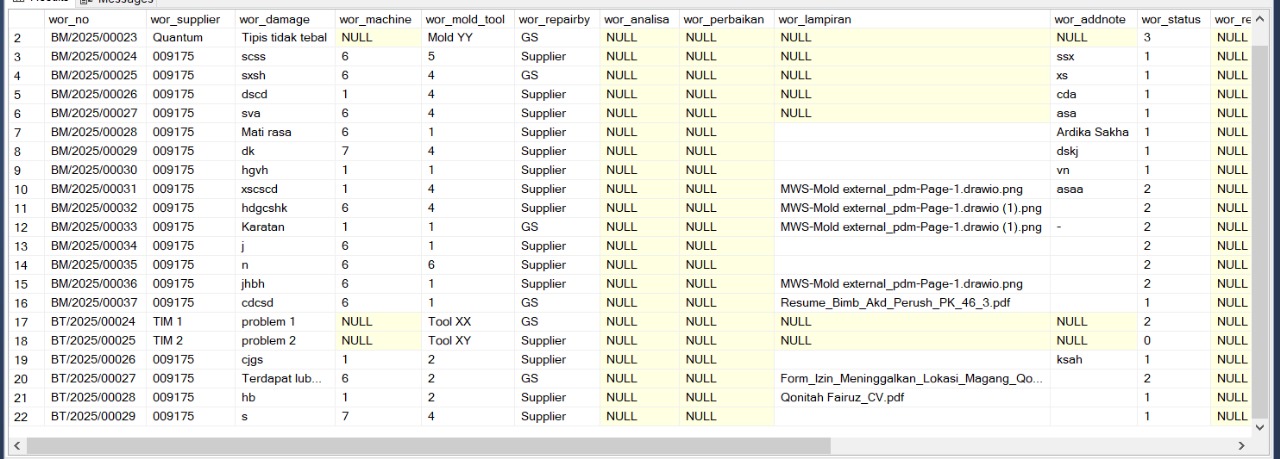 Results Messages
wor_no wor_supplier wor_damage wor_machine wor_mold_tool wor_repairby wor_analisa wor_perbaikan wor_lampiran wor_addnote wor_status wor_re
2 BM/2025/00023 Quantum Tipis tidak tebal NULL Mold YY GS NULL NULL NULL NULL 3 NULL
3 BM/2025/00024 009175 scss 6 5 Supplier NULL NULL NULL ssx 1 NULL
4 BM/2025/00025 009175 sxsh 6 4 GS NULL NULL NULL xs 1 NULL
5 BM/2025/00026 009175 dscd 1 4 Supplier NULL NULL NULL cda 1 NULL
6 BM/2025/00027 009175 sva 6 4 Supplier NULL NULL NULL asa 1 NULL
7 BM/2025/00028 009175 Mati rasa 6 1 Supplier NULL NULL Ardika Sakha 1 NULL
8 BM/2025/00029 009175 dk 7 4 Supplier NULL NULL dskj 1 NULL
9 BM/2025/00030 009175 hgvh 1 1 Supplier NULL NULL vn 1 NULL
10 BM/2025/00031 009175 xscscd 1 4 Supplier NULL NULL MWS-Mold external_pdm-Page-1.drawio.png asaa 2 NULL
11 BM/2025/00032 009175 hdgcshk 6 4 Supplier NULL NULL MWS-Mold external_pdm-Page-1.drawio (1).png 2 NULL
12 BM/2025/00033 009175 Karatan 1 1 GS NULL NULL MWS-Mold external_pdm-Page-1.drawio (1).png - 2 NULL
13 BM/2025/00034 009175 j 6 1 Supplier NULL NULL 2 NULL
14 BM/2025/00035 009175 n 6 6 Supplier NULL NULL 2 NULL
15 BM/2025/00036 009175 jhbh 6 1 Supplier NULL NULL MWS-Mold external_pdm-Page-1.drawio.png 2 NULL
16 BM/2025/00037 009175 cdcsd 6 1 GS NULL NULL Resume_Bimb_Akd_Perush_PK_46_3.pdf 1 NULL
17 BT/2025/00024 TIM 1 problem 1 NULL Tool XX GS NULL NULL NULL NULL 2 NULL
18 BT/2025/00025 TIM 2 problem 2 NULL Tool XY Supplier NULL NULL NULL NULL 0 NULL
19 BT/2025/00026 009175 cjgs 1 2 Supplier NULL NULL ksah 1 NULL
20 BT/2025/00027 009175 Terdapat lub... 6 2 GS NULL NULL Form_Izin_Meninggalkan_Lokasi_Magang_Qo... 2 NULL
21 BT/2025/00028 009175 hb 1 2 Supplier NULL NULL Qonitah Fairuz_CV.pdf 1 NULL
22 BT/2025/00029 009175 s 7 4 Supplier NULL NULL 1 NULL